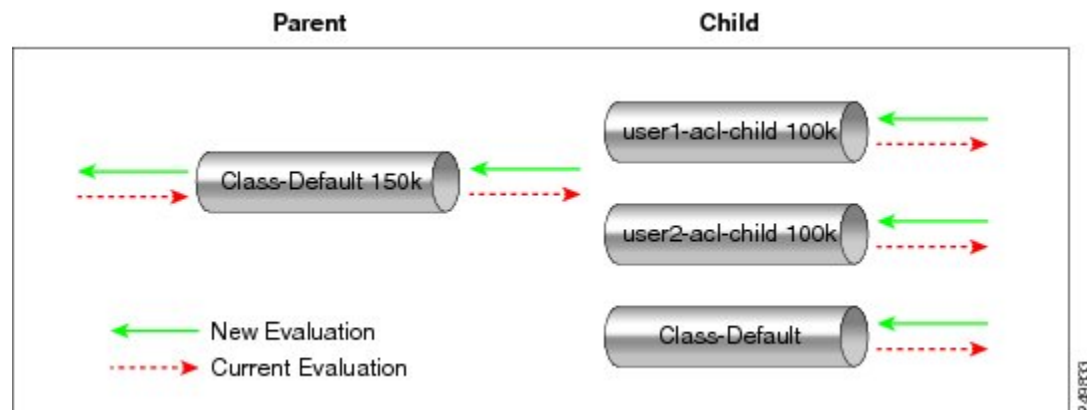 Parent
Child
user1-acl-child 100k
Class-Default 150k
user2-acl-child 100k
New Evaluation
Class-Default
Current Evaluation
249833